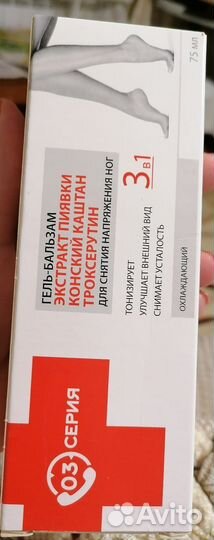 ГЕЛЬ-БАЛЬЗАМ
ЭКСТРАКТ ПИЯВКИ
КОНСКИЙ КАШТАН
ТРОКСЕРУТИН
ДЛЯ СНЯТИЯ НАПРЯЖЕНИЯ НОГ
3 в 1
ТОНИЗИРУЕТ
УЛУЧШАЕТ ВНЕШНИЙ ВИД
СНИМАЕТ УСТАЛОСТЬ
ОХЛАЖДАЮЩИЙ
75 мл
03 СЕРИЯ
Avito